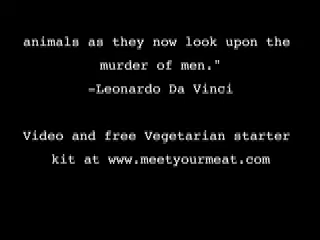 animals as they now look upon the
murder of men."
-Leonardo Da Vinci
Video and free Vegetarian starter
kit at www.meetyourmeat.com